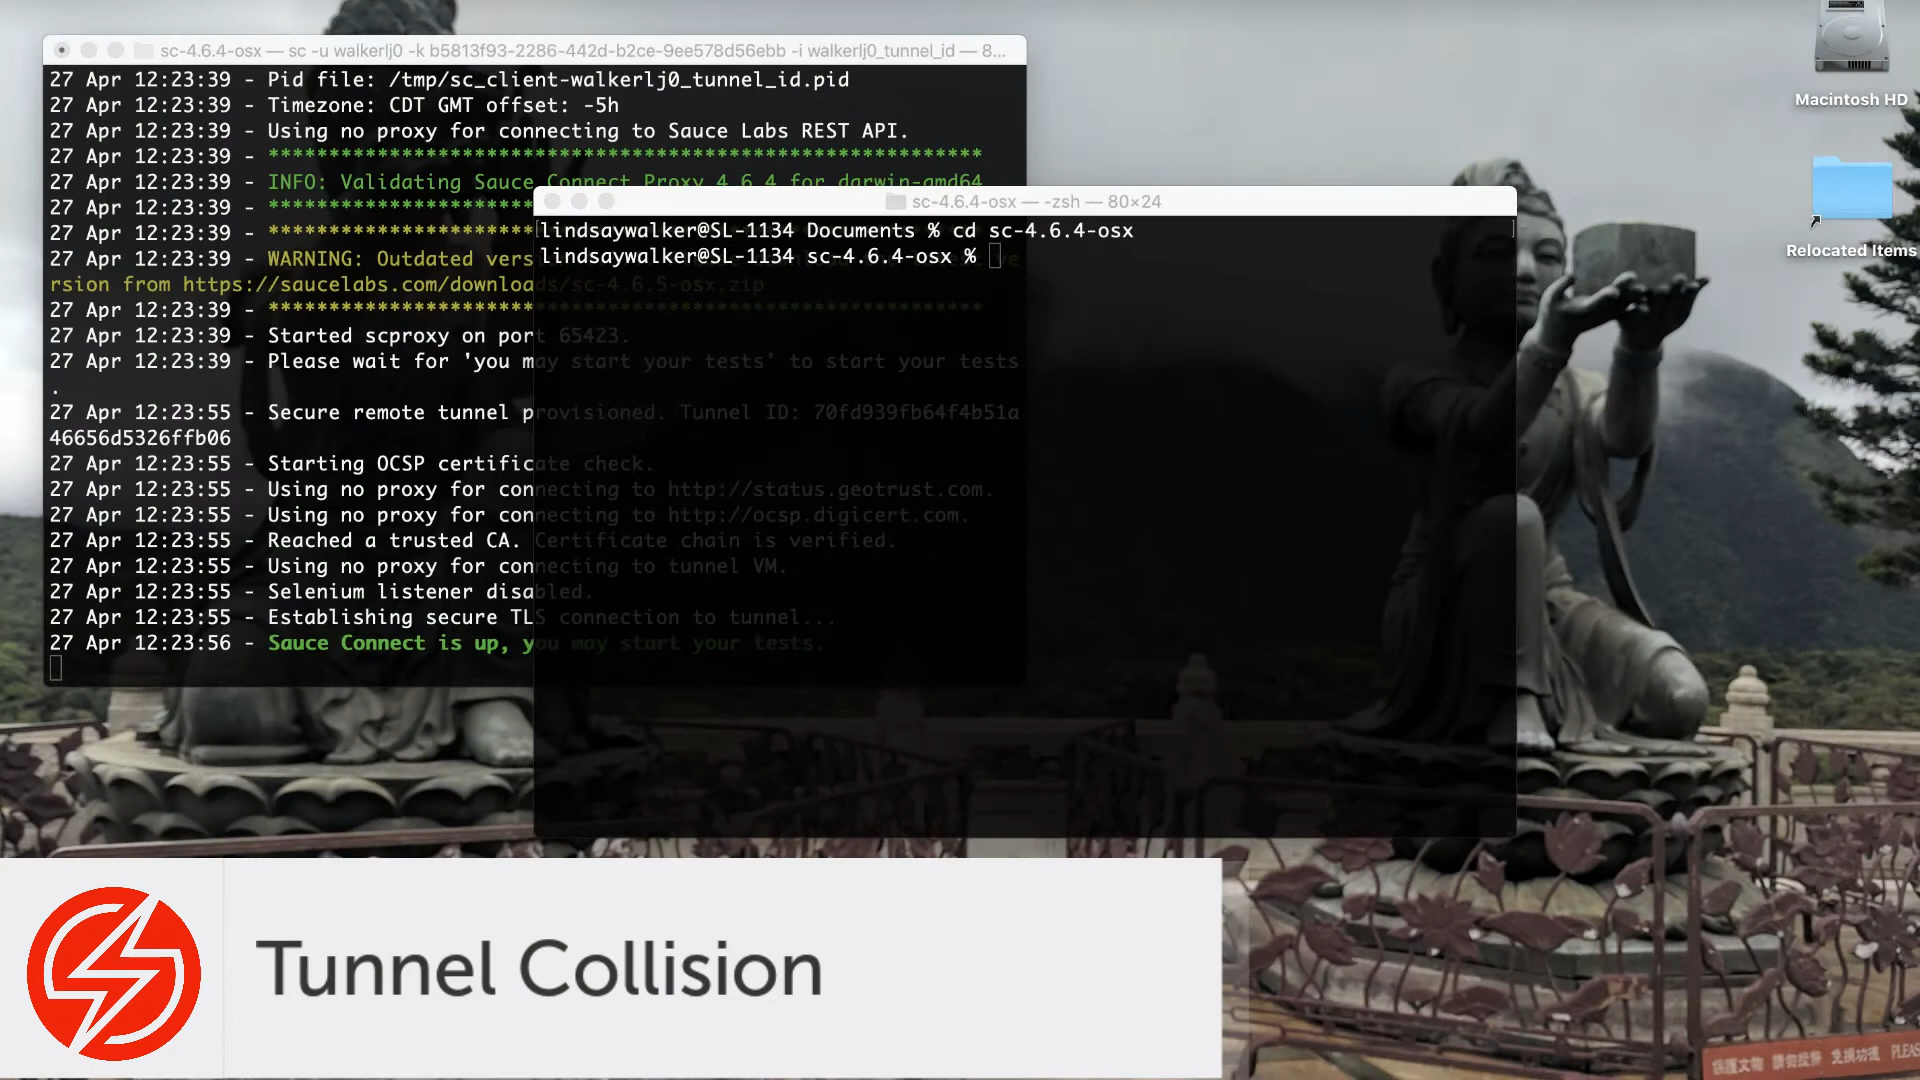 sc-4.6.4-osx — sc -u walkerlj0 -k b5813f93-2286-442d-b2ce-9ee578d56ebb -i walkerlj0_tunnel_id — 8...
27 Apr 12:23:39 - Pid file: /tmp/sc_client-walkerlj0_tunnel_id.pid
27 Apr 12:23:39 - Timezone: CDT GMT offset: -5h
27 Apr 12:23:39 - Using no proxy for connecting to Sauce Labs REST API.
27 Apr 12:23:39 - ***********************************************************
27 Apr 12:23:39 - INFO: Validating Sauce Connect Proxy 4.6.4 for darwin-amd64
27 Apr 12:23:39 - **********************
27 Apr 12:23:39 - **********************
27 Apr 12:23:39 - WARNING: Outdated vers
rsion from https://saucelabs.com/downloads/sc-4.6.5-osx.zip
27 Apr 12:23:39 - ***********************************************************
27 Apr 12:23:39 - Started scproxy on port 65423.
27 Apr 12:23:39 - Please wait for 'you may start your tests' to start your tests
.
27 Apr 12:23:55 - Secure remote tunnel provisioned. Tunnel ID: 70fd939fb64f4b51a
46656d5326ffb06
27 Apr 12:23:55 - Starting OCSP certificate check.
27 Apr 12:23:55 - Using no proxy for connecting to http://status.geotrust.com.
27 Apr 12:23:55 - Using no proxy for connecting to http://ocsp.digicert.com.
27 Apr 12:23:55 - Reached a trusted CA. Certificate chain is verified.
27 Apr 12:23:55 - Using no proxy for connecting to tunnel VM.
27 Apr 12:23:55 - Selenium listener disabled.
27 Apr 12:23:55 - Establishing secure TLS connection to tunnel...
27 Apr 12:23:56 - Sauce Connect is up, you may start your tests.
sc-4.6.4-osx — -zsh — 80×24
lindsaywalker@SL-1134 Documents % cd sc-4.6.4-osx
lindsaywalker@SL-1134 sc-4.6.4-osx %
Macintosh HD
Relocated Items
Tunnel Collision
PLEAS